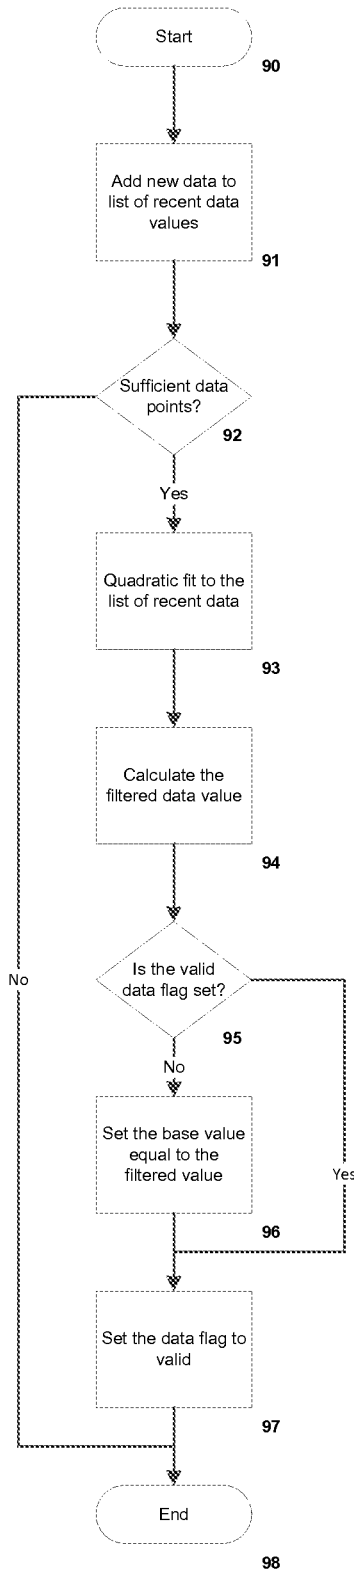 Start
90
Add new data to
list of recent data
values
91
Sufficient data
points?
92
Yes
Quadratic fit to the
list of recent data
93
Calculate the
filtered data value
94
Is the valid
data flag set?
95
No
No
Set the base value
equal to the
filtered value
Yes
96
Set the data flag to
valid
97
End
98